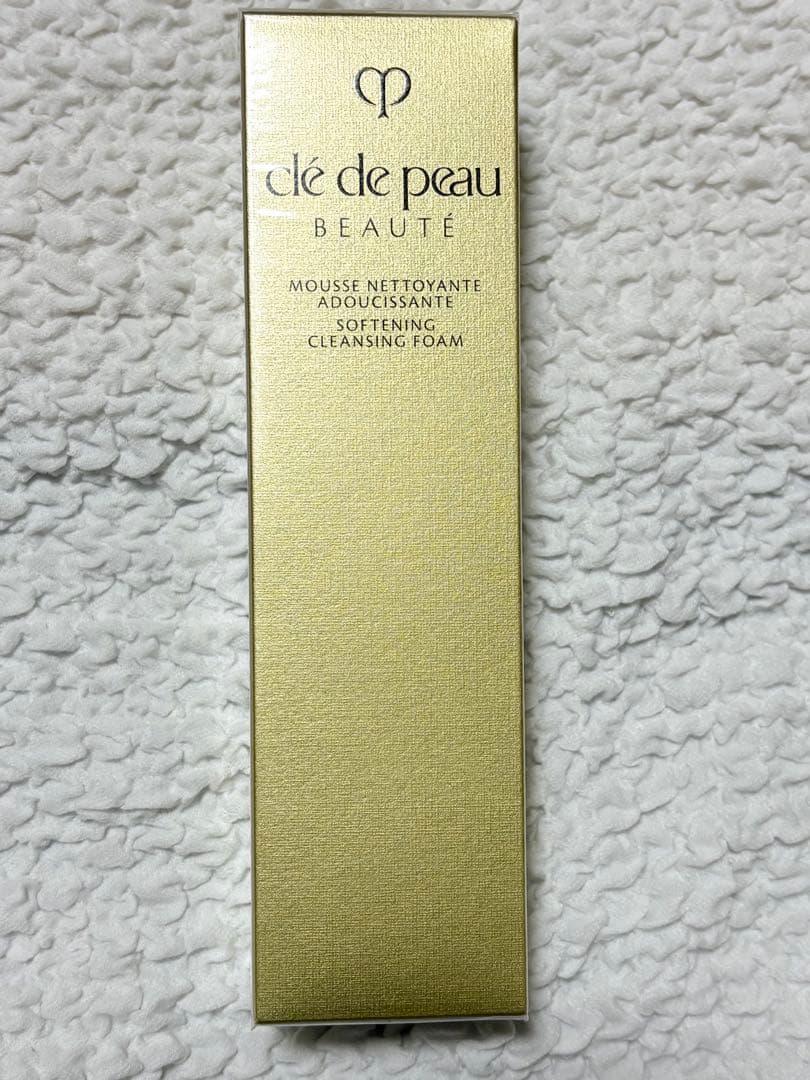 clé de peau
BEAUTÉ
MOUSSE NETTOYANTE
ADOUCISSANTE
SOFTENING
CLEANSING FOAM